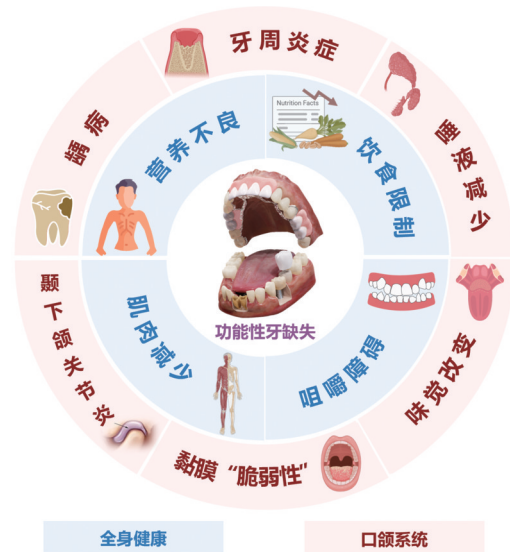 牙周炎症
唾液减少
味觉改变
黏膜“脆弱性”
颞下颌关节炎
龋病
营养不良
Nutrition Facts
饮食限制
咀嚼障碍
肌肉减少
功能性牙缺失
全身健康
口颌系统